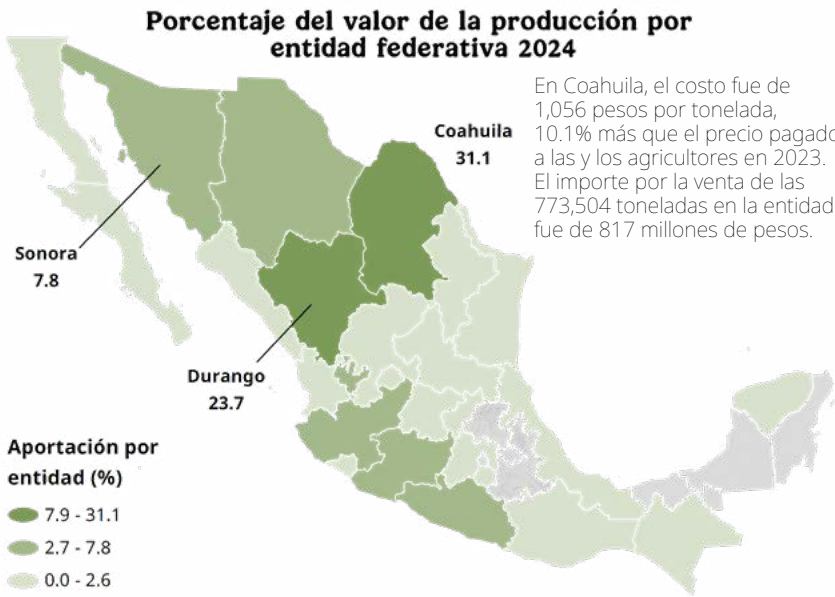 Porcentaje del valor de la producción por
entidad federativa 2024
En Coahuila, el costo fue de
1,056 pesos por tonelada,
10.1% más que el precio pagado
a las y los agricultores en 2023.
El importe por la venta de las
773,504 toneladas en la entidad
fue de 817 millones de pesos.
Coahuila
31.1
Sonora
7.8
Durango
23.7
Aportación por
entidad (%)
7.9 - 31.1
2.7 - 7.8
0.0 - 2.6